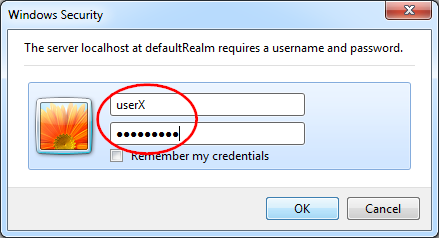 Windows Security
The server localhost at defaultRealm requires a username and password.
userX
●●●●●●●●●
Remember my credentials
OK
Cancel